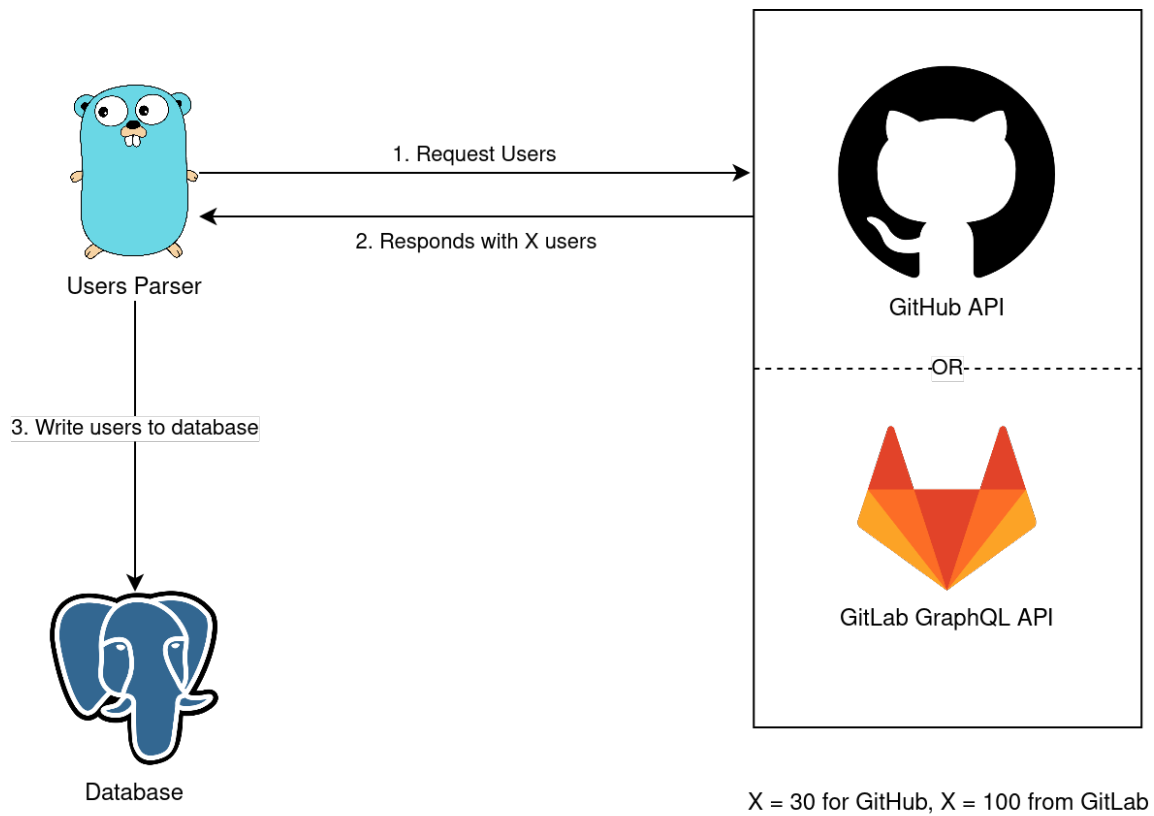 1. Request Users
2. Responds with X users
Users Parser
GitHub API
OR
3. Write users to database
GitLab GraphQL API
Database
X = 30 for GitHub, X = 100 from GitLab